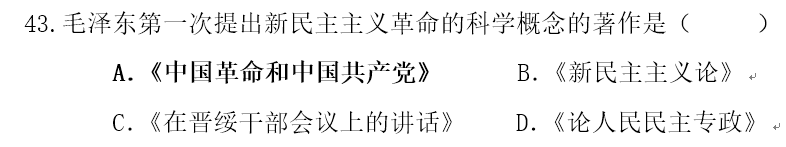 43.毛泽东第一次提出新民主主义革命的科学概念的著作是（　　）
A.《中国革命和中国共产党》　　B.《新民主主义论》
C.《在晋绥干部会议上的讲话》　　D.《论人民民主专政》